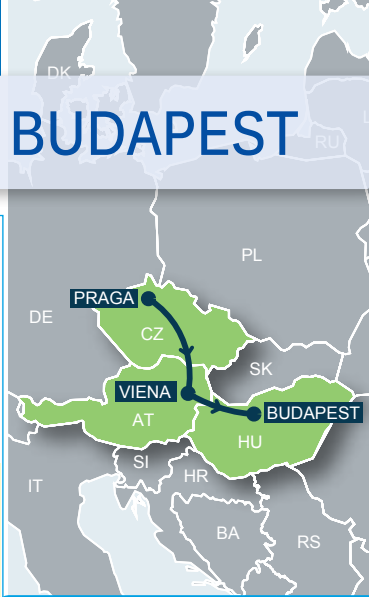 DK
BUDAPEST
RU
PL
PRAGA
DE
CZ
SK
VIENA
BUDAPEST
AT
HU
SI
HR
IT
BA
RS